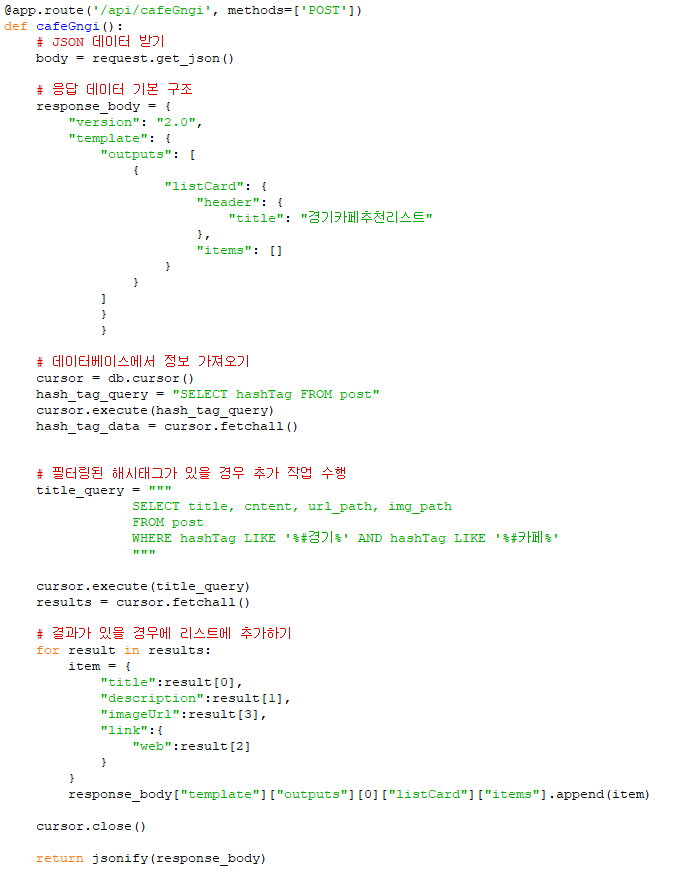 @app.route('/api/cafeGngi', methods=['POST'])
def cafeGngi():
    # JSON 데이터 받기
    body = request.get_json()

    # 응답 데이터 기본 구조
    response_body = {
        "version": "2.0",
        "template": {
            "outputs": [
                {
                    "listCard": {
                        "header": {
                            "title": "경기카페추천리스트"
                        },
                        "items": []
                    }
                }
            ]
            }
            }

    # 데이터베이스에서 정보 가져오기
    cursor = db.cursor()
    hash_tag_query = "SELECT hashTag FROM post"
    cursor.execute(hash_tag_query)
    hash_tag_data = cursor.fetchall()


    # 필터링된 해시태그가 있을 경우 추가 작업 수행
    title_query = """
                SELECT title, cntent, url_path, img_path
                FROM post
                WHERE hashTag LIKE '%#경기%' AND hashTag LIKE '%#카페%'
                """

    cursor.execute(title_query)
    results = cursor.fetchall()

    # 결과가 있을 경우에 리스트에 추가하기
    for result in results:
        item = {
            "title":result[0],
            "description":result[1],
            "imageUrl":result[3],
            "link":{
                "web":result[2]
            }
        }
        response_body["template"]["outputs"][0]["listCard"]["items"].append(item)

    cursor.close()

    return jsonify(response_body)